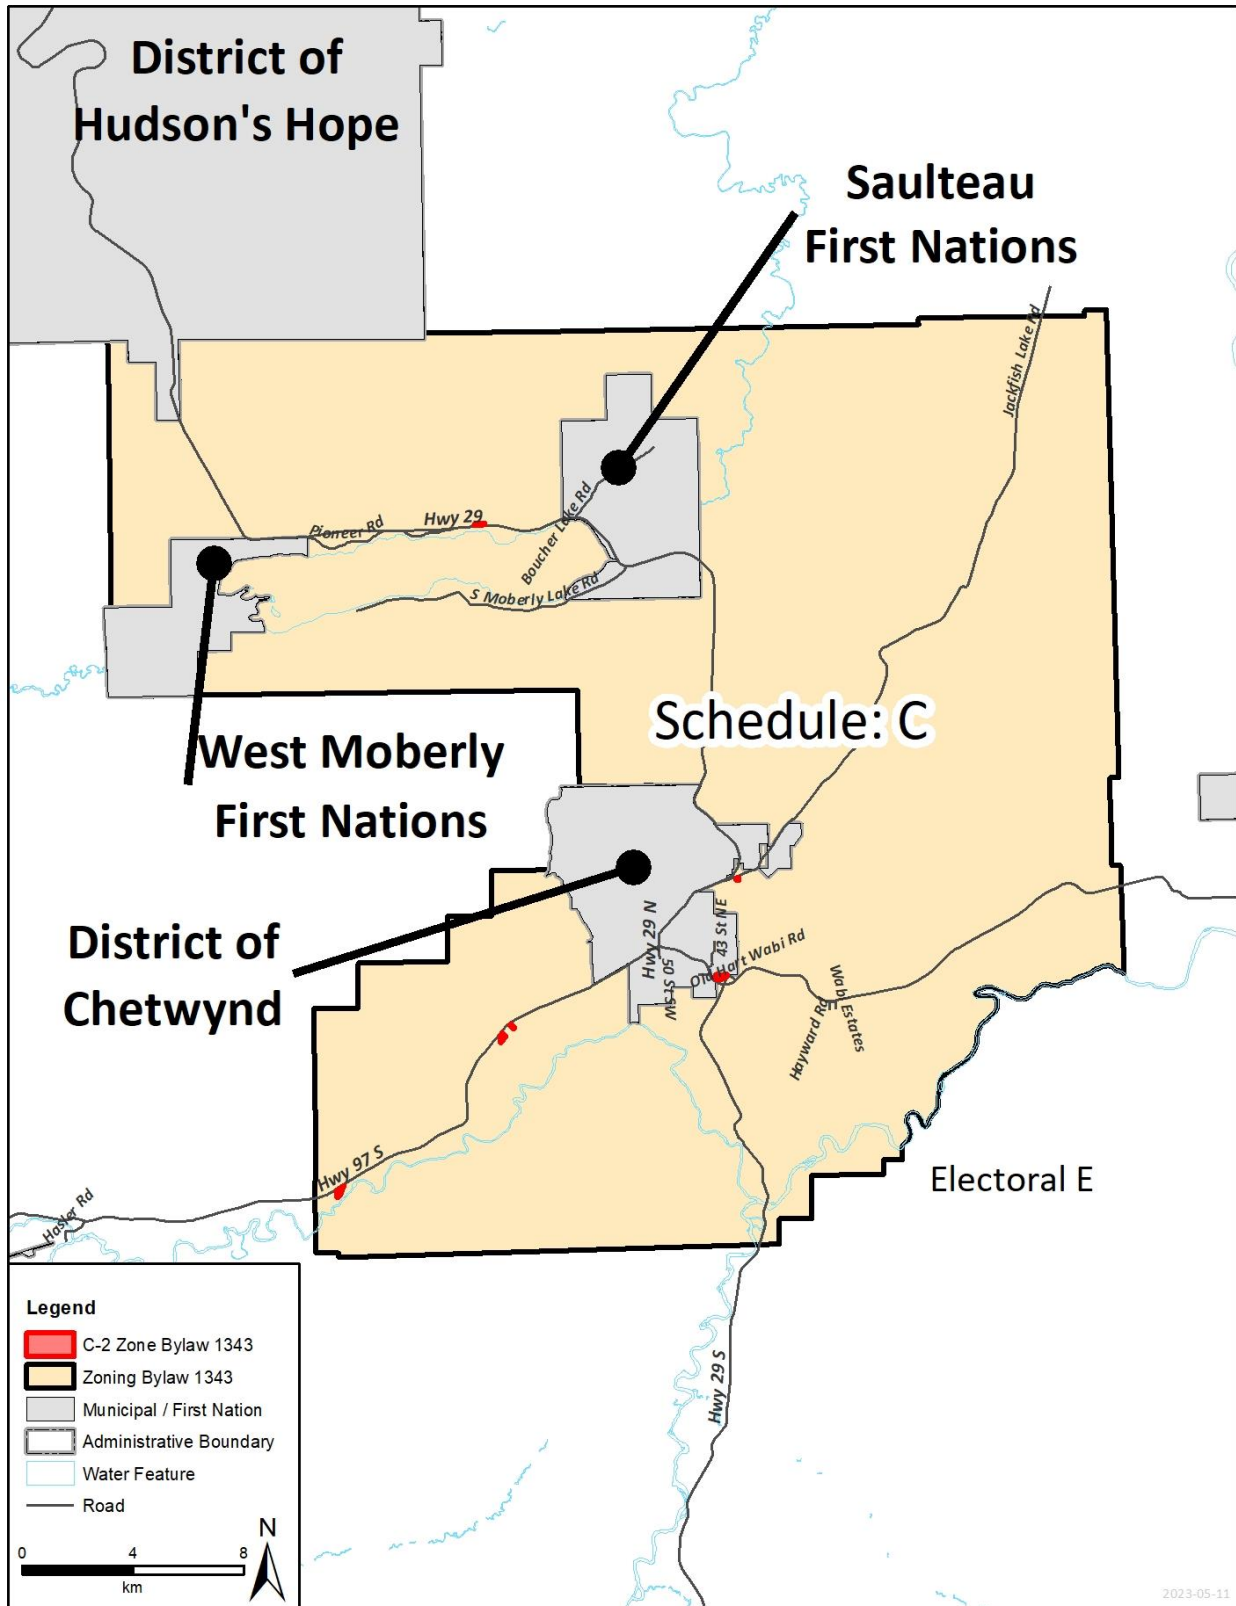 District of
Hudson's Hope
Saulteau
First Nations
Jackfish Lake Rd
Pioneer Rd
Hwy 29
Boucher Lake Rd
S Moberly Lake Rd
Schedule: C
West Moberly
First Nations
District of
Chetwynd
Hwy 29 N
43 St NE
50 St SW
Old Hart Wabi Rd
Wabi Estates
Hayward Rd
Hwy 97 S
Hasler Rd
Electoral E
Hwy 29 S
Legend
C-2 Zone Bylaw 1343
Zoning Bylaw 1343
Municipal / First Nation
Administrative Boundary
Water Feature
Road
N
0 4 8
km
2023-05-11